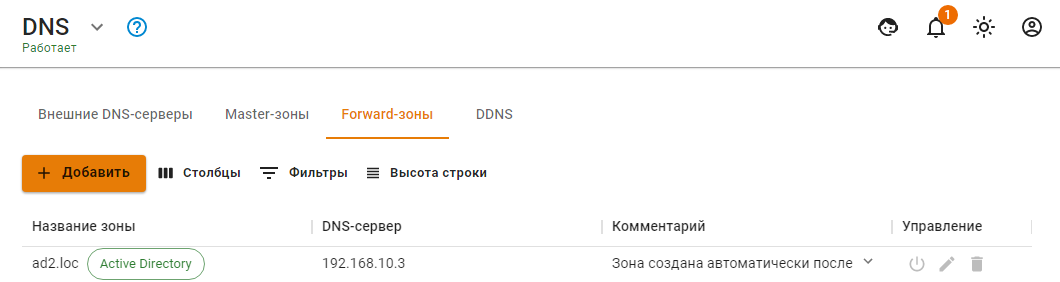 DNS
Работает
1
Внешние DNS-серверы Master-зоны Forward-зоны DDNS
Добавить Столбцы Фильтры Высота строки
Название зоны DNS-сервер Комментарий Управление
ad2.loc Active Directory 192.168.10.3 Зона создана автоматически после